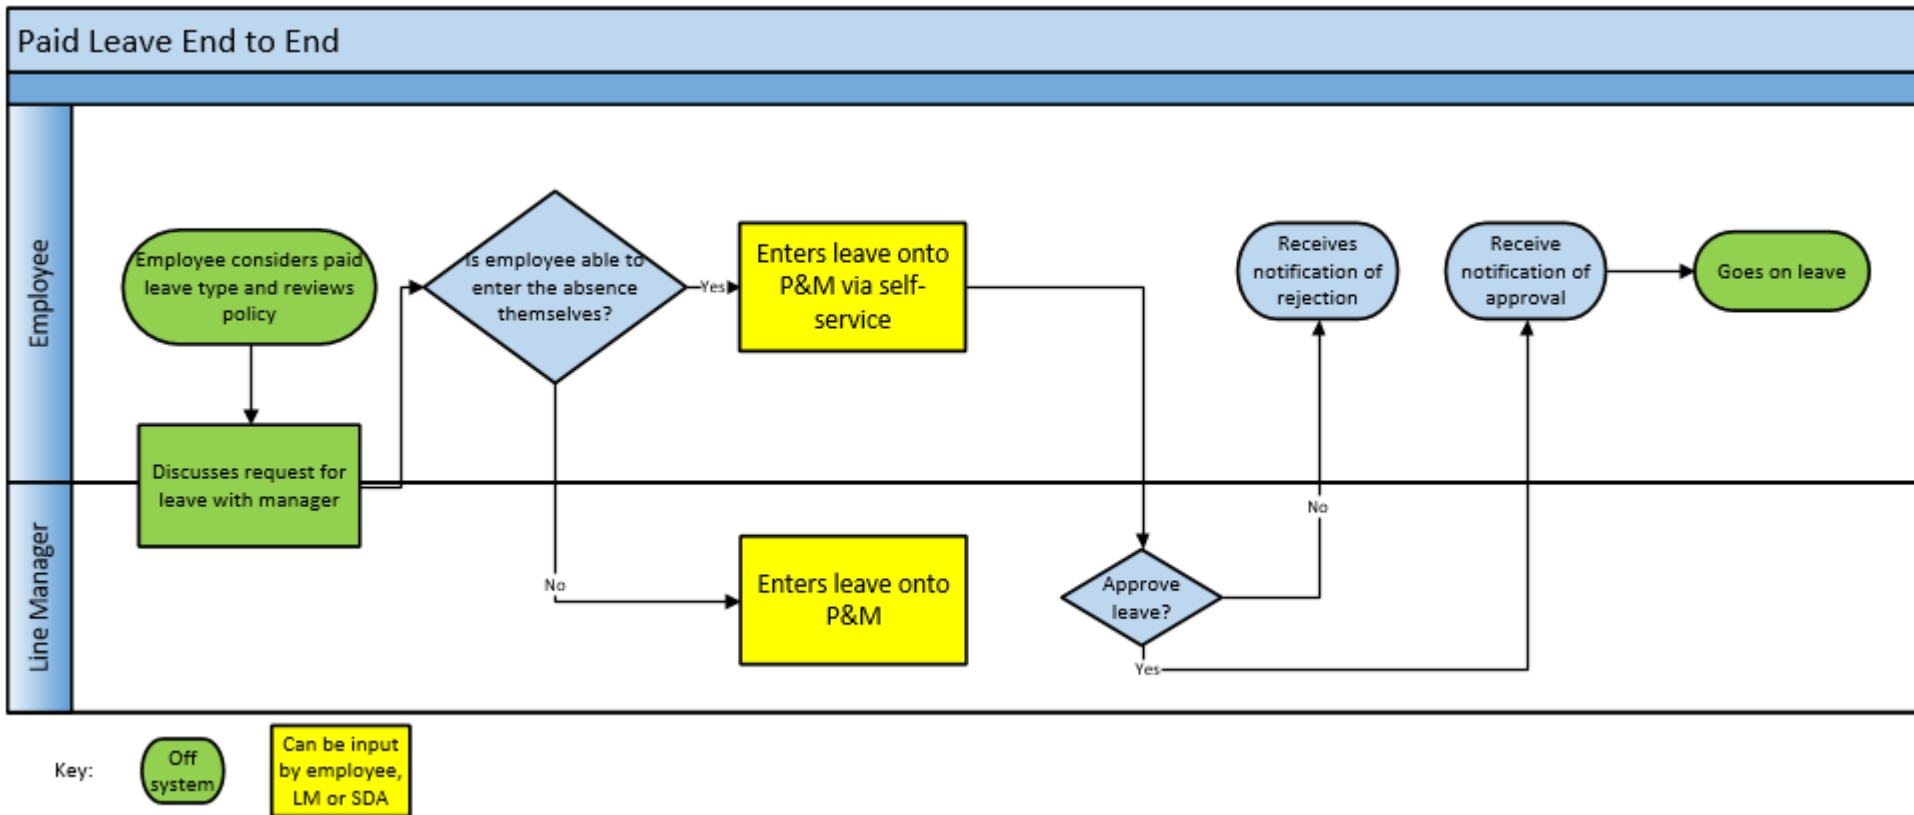 Paid Leave End to End
Employee
Employee considers paid
leave type and reviews
policy
Is employee able to
enter the absence
themselves?
Yes
Enters leave onto
P&M via self-
service
Receives
notification of
rejection
Receive
notification of
approval
Goes on leave
Discusses request for
leave with manager
Line Manager
No
Enters leave onto
P&M
Approve
leave?
No
Yes
Key:
Off
system
Can be input
by employee,
LM or SDA